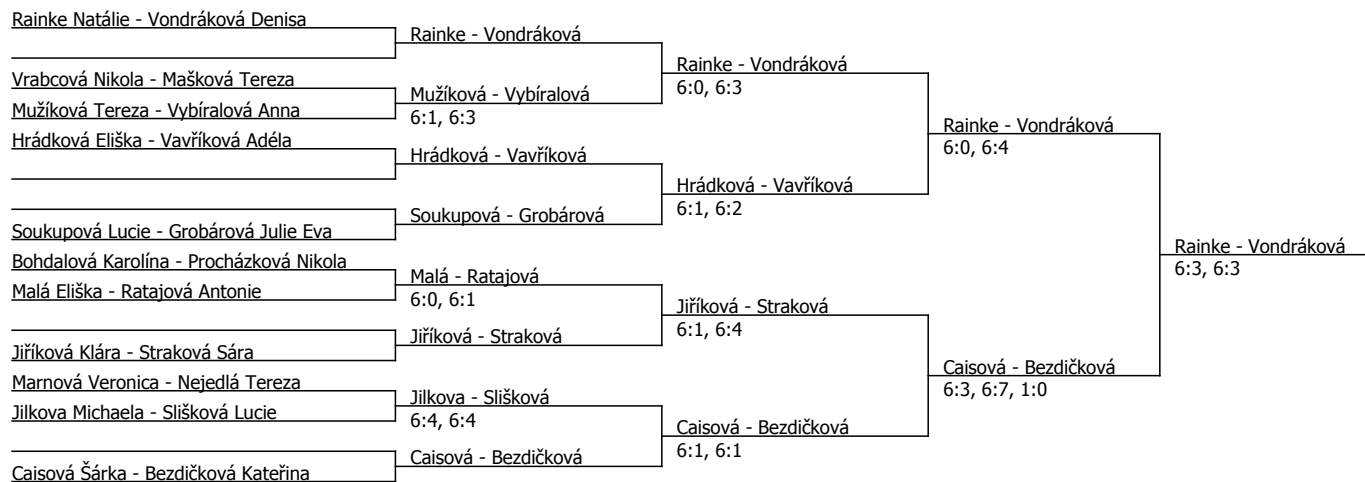 Rainke Natálie - Vondráková Denisa
Vrabcová Nikola - Mašková Tereza
Mužíková Tereza - Vybíralová Anna
Hrádková Eliška - Vavříková Adéla
Soukupová Lucie - Grobárová Julie Eva
Bohdalová Karolína - Procházková Nikola
Malá Eliška - Ratajová Antonie
Jiříková Klára - Straková Sára
Marnová Veronica - Nejedlá Tereza
Jilkova Michaela - Slišková Lucie
Caisová Šárka - Bezdičková Kateřina
Rainke - Vondráková
Mužíková - Vybíralová
6:1, 6:3
Hrádková - Vavříková
Soukupová - Grobárová
Malá - Ratajová
6:0, 6:1
Jiříková - Straková
Jilkova - Slišková
6:4, 6:4
Caisová - Bezdičková
Rainke - Vondráková
6:0, 6:3
Hrádková - Vavříková
6:1, 6:2
Jiříková - Straková
6:1, 6:4
Caisová - Bezdičková
6:1, 6:1
Rainke - Vondráková
6:0, 6:4
Caisová - Bezdičková
6:3, 6:7, 1:0
Rainke - Vondráková
6:3, 6:3